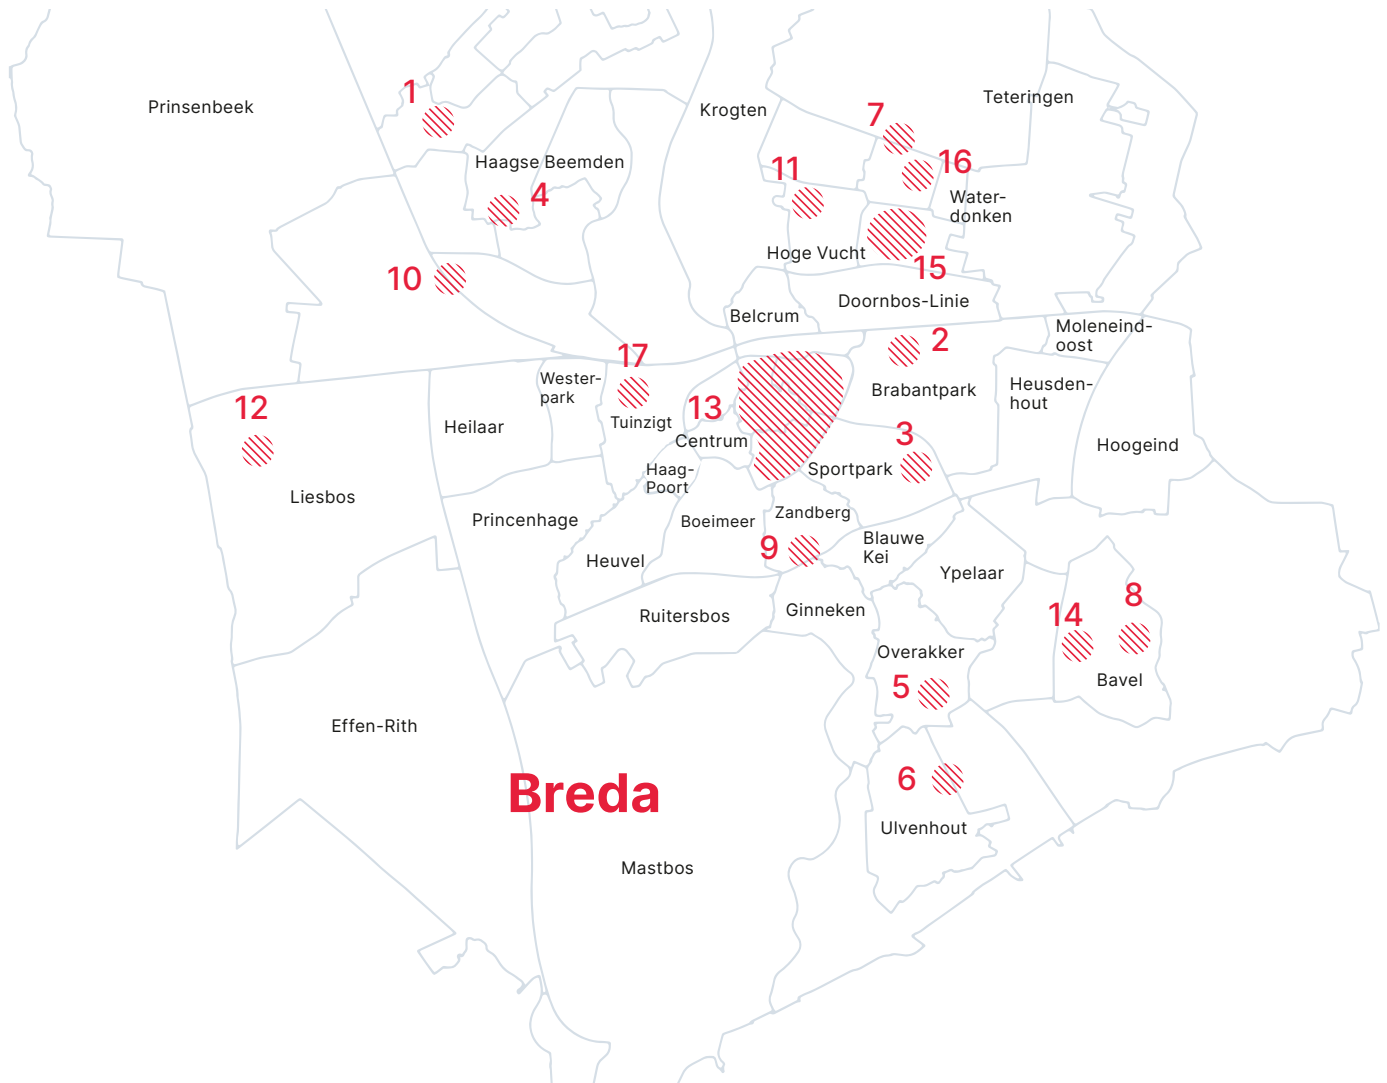 1
Prinsenbeek
Krogten
Teteringen
7
Haagse Beemden
11
16
4
Water-
donken
10
Hoge Vucht
15
Doornbos-Linie
Belcrum
Moleneind-
oost
2
17
Wester-
park
Brabantpark
Heusden-
hout
12
13
Tuinzigt
Heilaar
Centrum
3
Hoogeind
Haag-
Poort
Sportpark
Liesbos
Princenhage
Boeimeer
Zandberg
9
Blauwe
Kei
Heuvel
Ypelaar
Ruitersbos
Ginneken
14
8
Overakker
5
Bavel
Effen-Rith
Breda
6
Ulvenhout
Mastbos